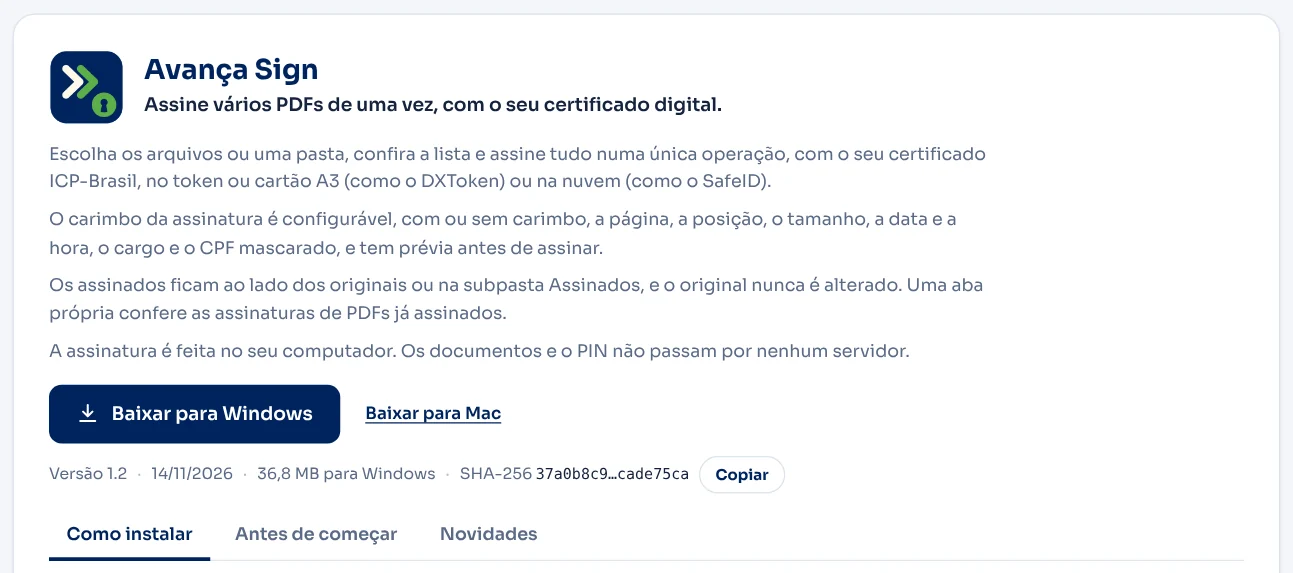 Avança Sign
Assine vários PDFs de uma vez, com o seu certificado digital.
Escolha os arquivos ou uma pasta, confira a lista e assine tudo numa única operação, com o seu certificado
ICP-Brasil, no token ou cartão A3 (como o DXToken) ou na nuvem (como o SafeID).
O carimbo da assinatura é configurável, com ou sem carimbo, a página, a posição, o tamanho, a data e a
hora, o cargo e o CPF mascarado, e tem prévia antes de assinar.
Os assinados ficam ao lado dos originais ou na subpasta Assinados, e o original nunca é alterado. Uma aba
própria confere as assinaturas de PDFs já assinados.
A assinatura é feita no seu computador. Os documentos e o PIN não passam por nenhum servidor.
Baixar para Windows Baixar para Mac
Versão 1.2 · 14/11/2026 · 36,8 MB para Windows · SHA-256 37a0b8c9…cade75ca Copiar
Como instalar Antes de começar Novidades